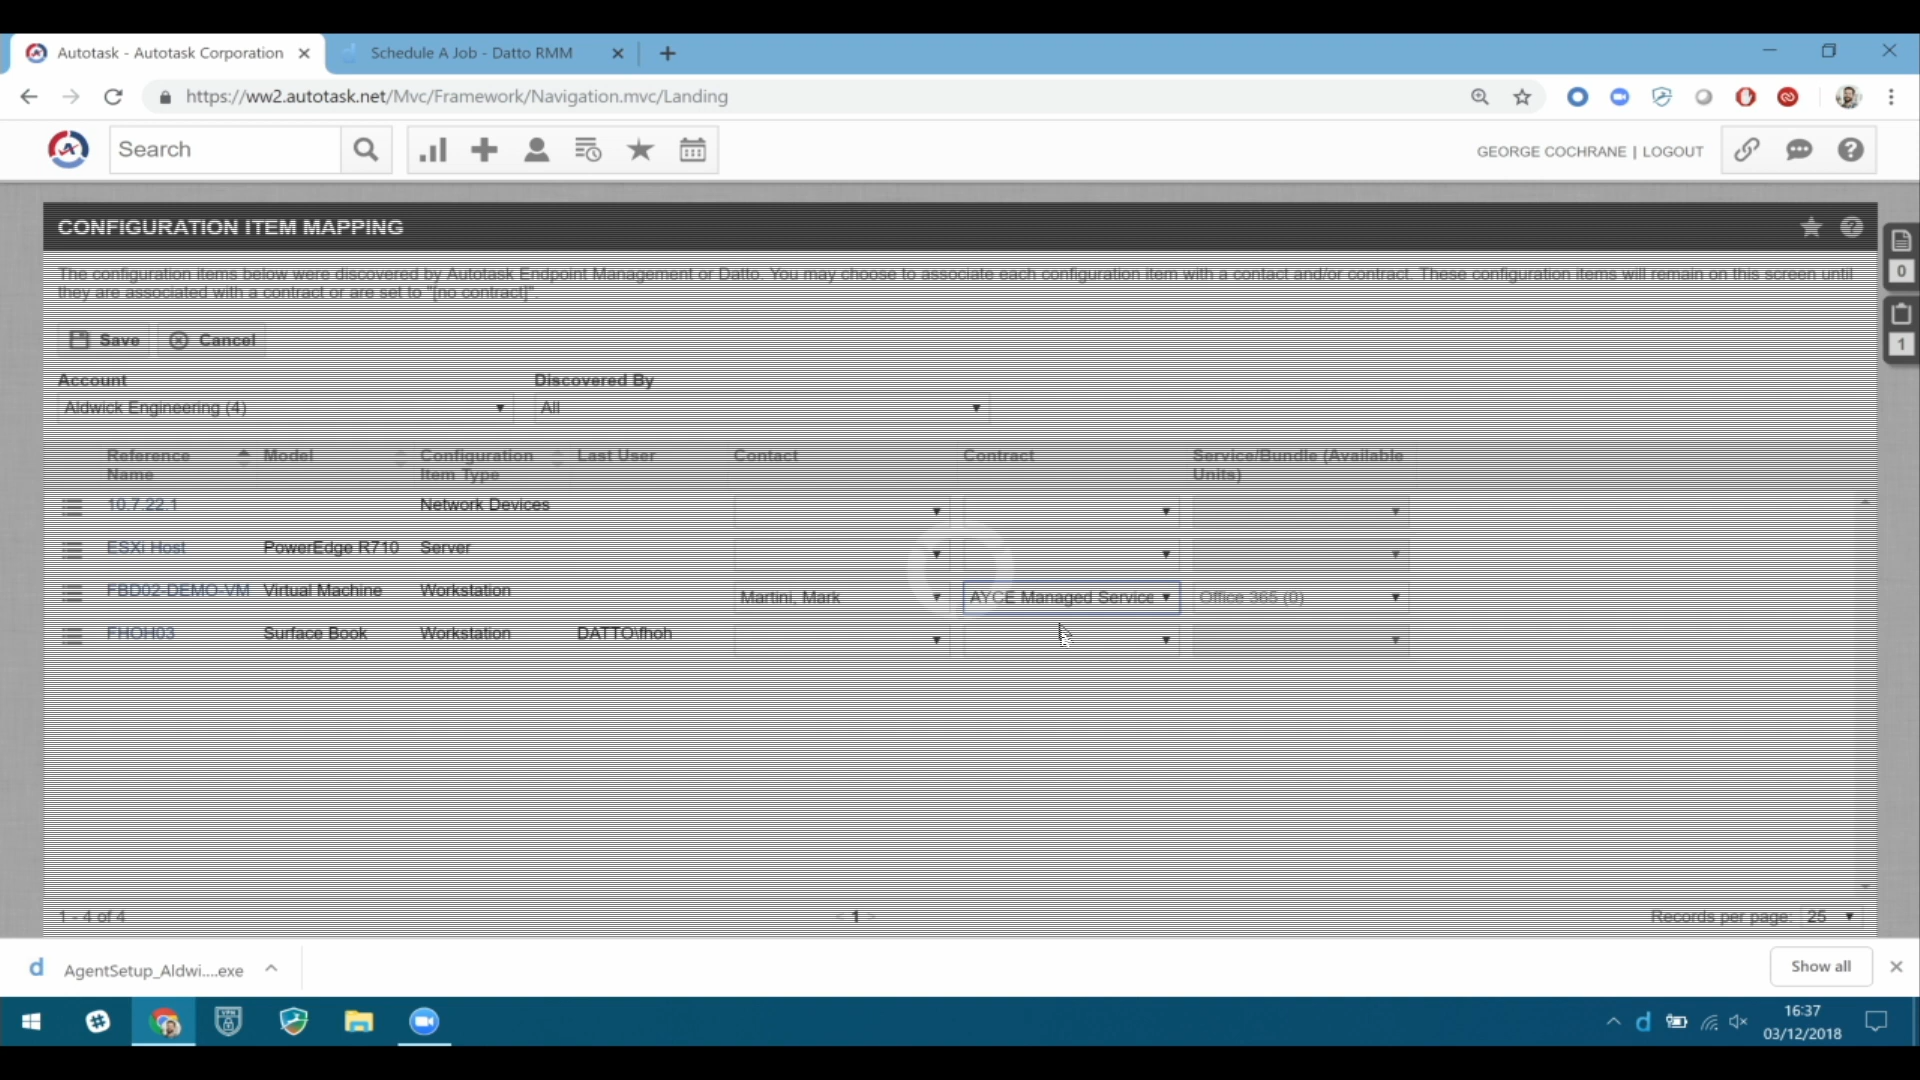 Autotask - Autotask Corporation
Schedule A Job - Datto RMM
https://ww2.autotask.net/Mvc/Framework/Navigation.mvc/Landing
Search
GEORGE COCHRANE | LOGOUT
CONFIGURATION ITEM MAPPING
The configuration items below were discovered by Autotask Endpoint Management or Datto. You may choose to associate each configuration item with a contact and/or contract. These configuration items will remain on this screen until
they are associated with a contract or are set to "[no contract]".
0
1
Save Cancel
Account Discovered By
Aldwick Engineering (4) All
Reference Model Configuration Last User Contact Contract Service/Bundle (Available
Name Item Type Units)
10.7.22.1 Network Devices
ESXi Host PowerEdge R710 Server
FBD02-DEMO-VM Virtual Machine Workstation Martini, Mark AYCE Managed Service Office 365 (0)
FHOH03 Surface Book Workstation DATTO\fhoh
1 - 4 of 4 < 1 > Records per page: 25
AgentSetup_Aldwi....exe Show all
16:37
03/12/2018